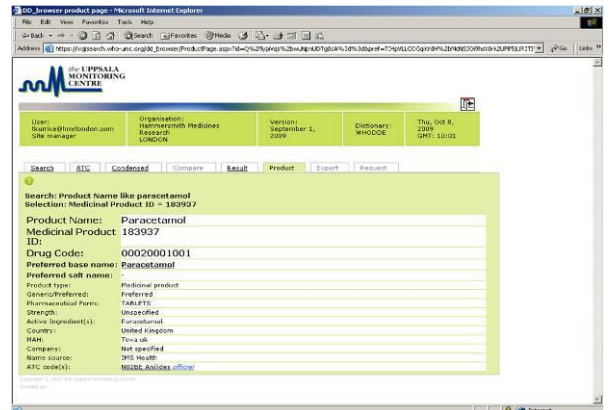 DD_browser product page - Microsoft Internet Explorer
File Edit View Favorites Tools Help
Back Search Favorites Media
Address Go Links
the UPPSALA
MONITORING
CENTRE
User:
Site manager
Organisation:
Hammersmith Medicines
Research
LONDON
Version:
September 1,
2009
Dictionary:
WHODDE
Thu, Oct 8,
2009
GMT: 10:01
Search ATC Condensed Compare Result Product Export Request
Search: Product Name like paracetamol
Selection: Medicinal Product ID = 183937
Product Name: Paracetamol
Medicinal Product ID: 183937
Drug Code: 00020001001
Preferred base name: Paracetamol
Preferred salt name: -
Product type: Medicinal product
Generic/Preferred: Preferred
Pharmaceutical Form: TABLETS
Strength: Unspecified
Active Ingredient(s): Paracetamol
Country: United Kingdom
MAH: Teva uk
Company: Not specified
Name source: IMS Health
ATC code(s): N02BE Anilides official